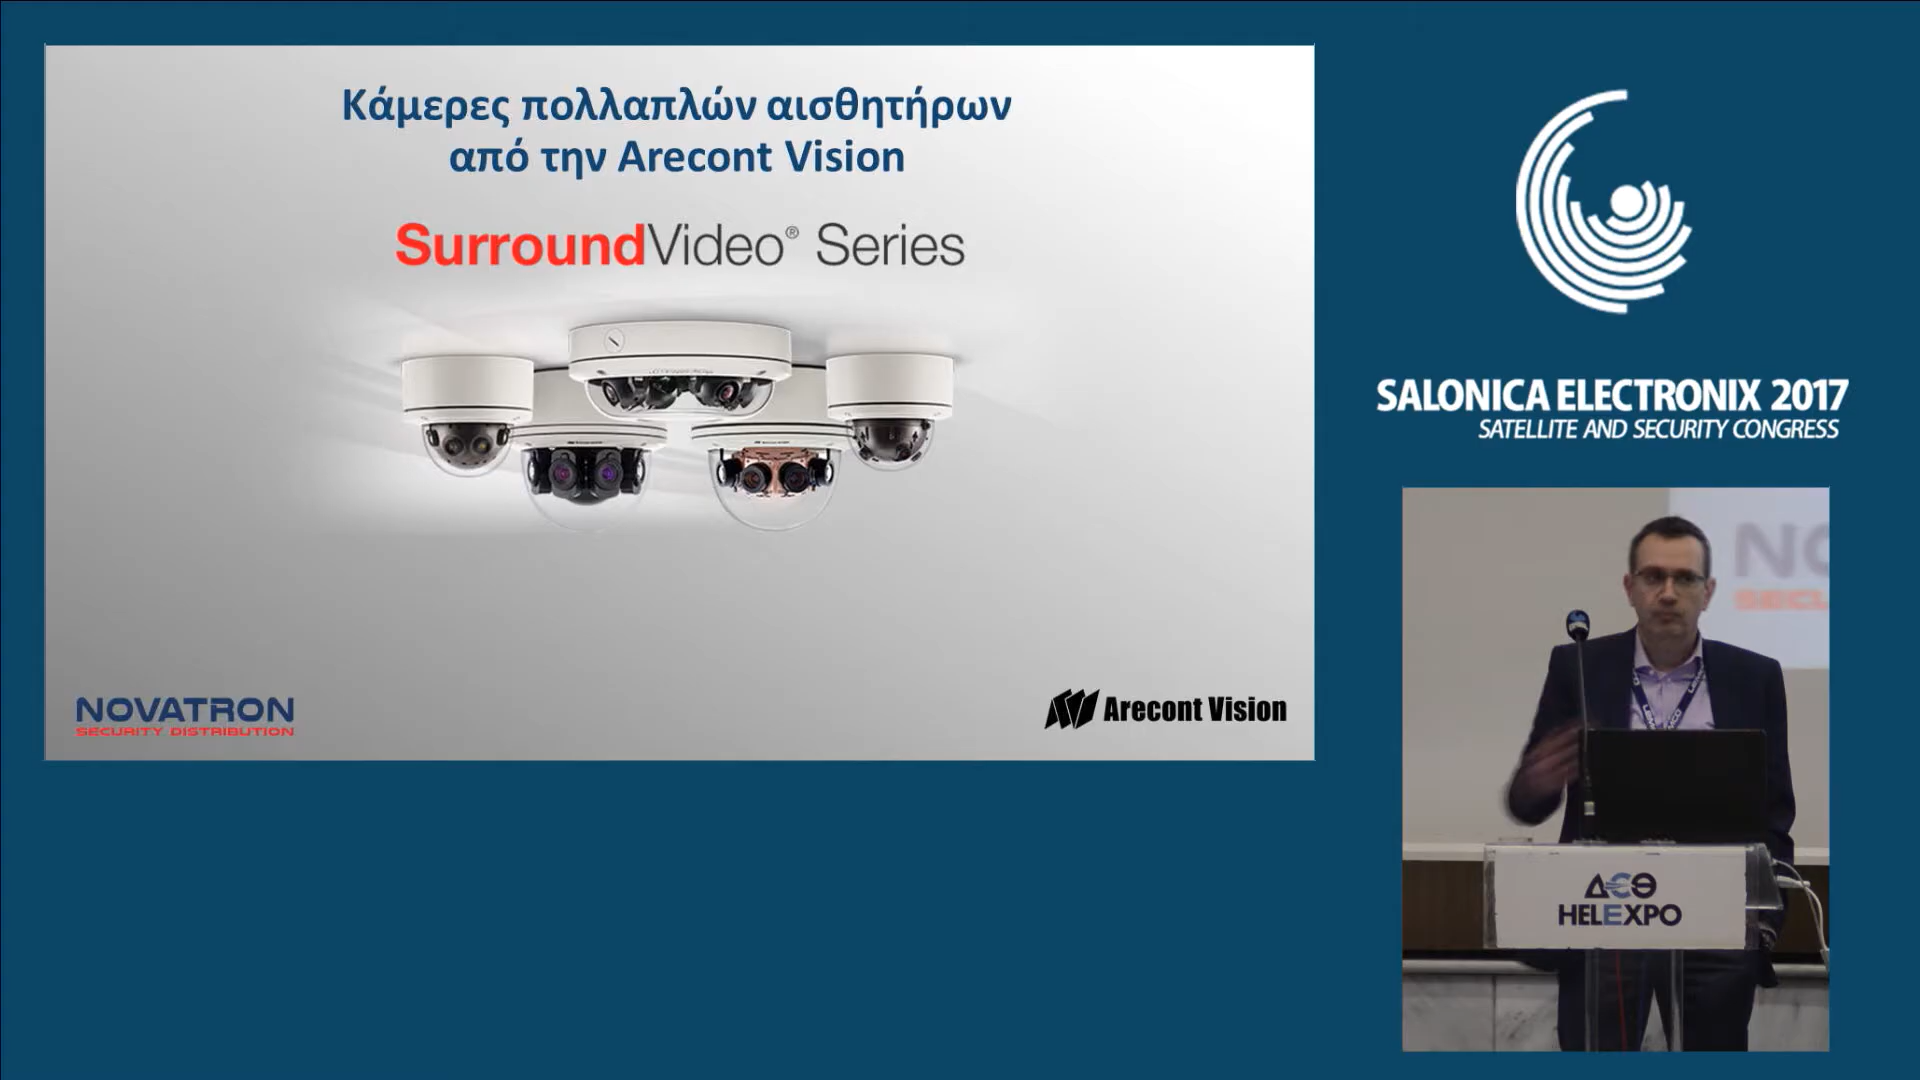 Κάμερες πολλαπλών αισθητήρων
από την Arecont Vision
SurroundVideo® Series
NOVATRON
SECURITY DISTRIBUTION
Arecont Vision
SALONICA ELECTRONIX 2017
SATELLITE AND SECURITY CONGRESS
ΔΕΘ
HELEXPO